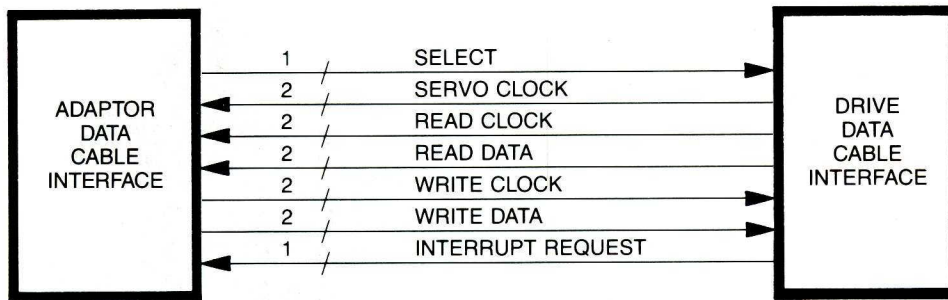 ADAPTOR
DATA
CABLE
INTERFACE
1 SELECT
2 SERVO CLOCK
2 READ CLOCK
2 READ DATA
2 WRITE CLOCK
2 WRITE DATA
1 INTERRUPT REQUEST
DRIVE
DATA
CABLE
INTERFACE